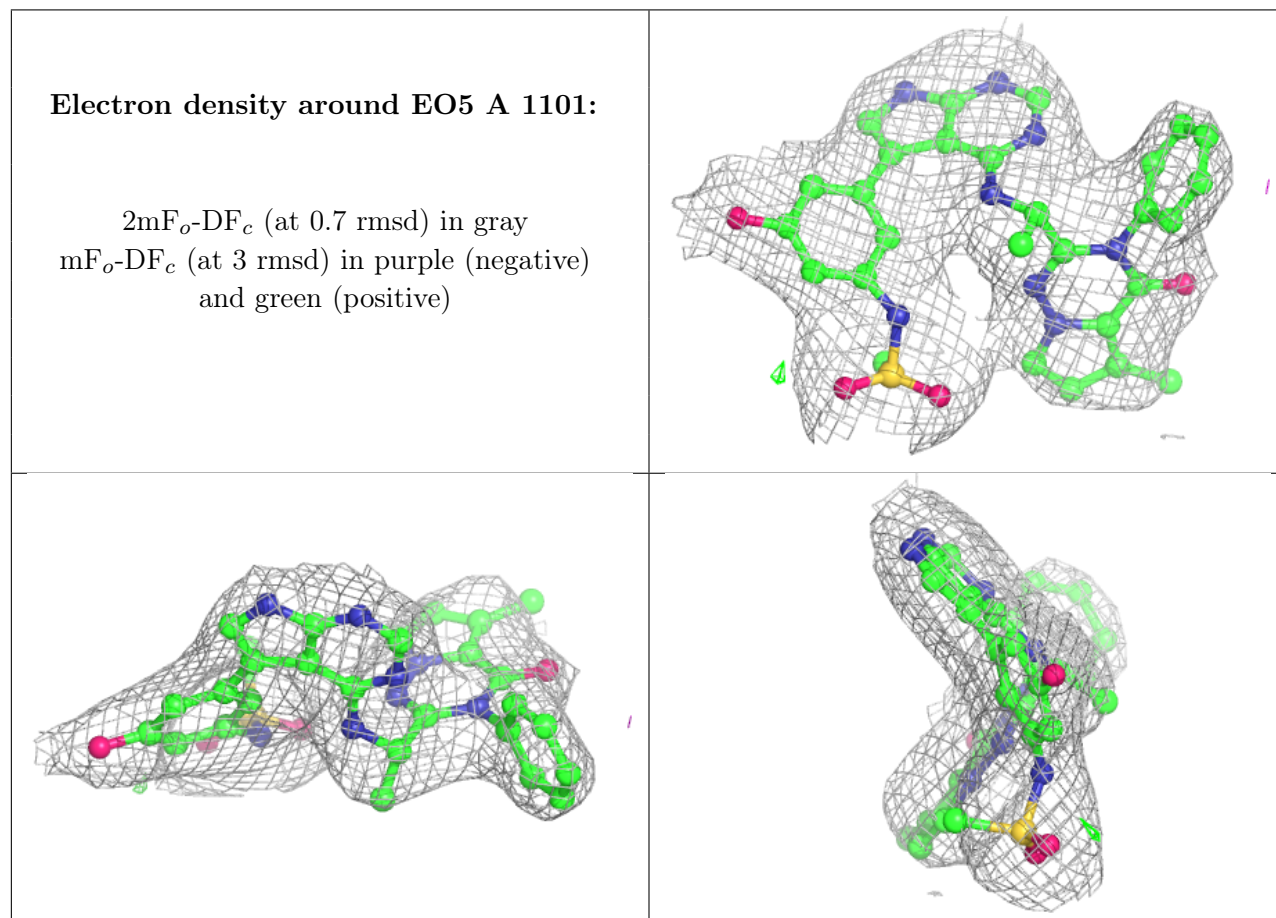 Electron density around EO5 A 1101:
2mFo-DFc (at 0.7 rmsd) in gray
mFo-DFc (at 3 rmsd) in purple (negative)
and green (positive)